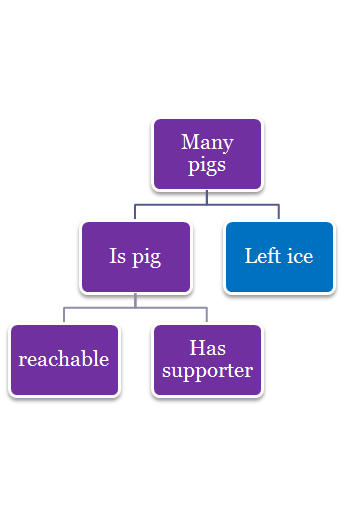 Many
pigs
Is pig
Left ice
reachable
Has
supporter